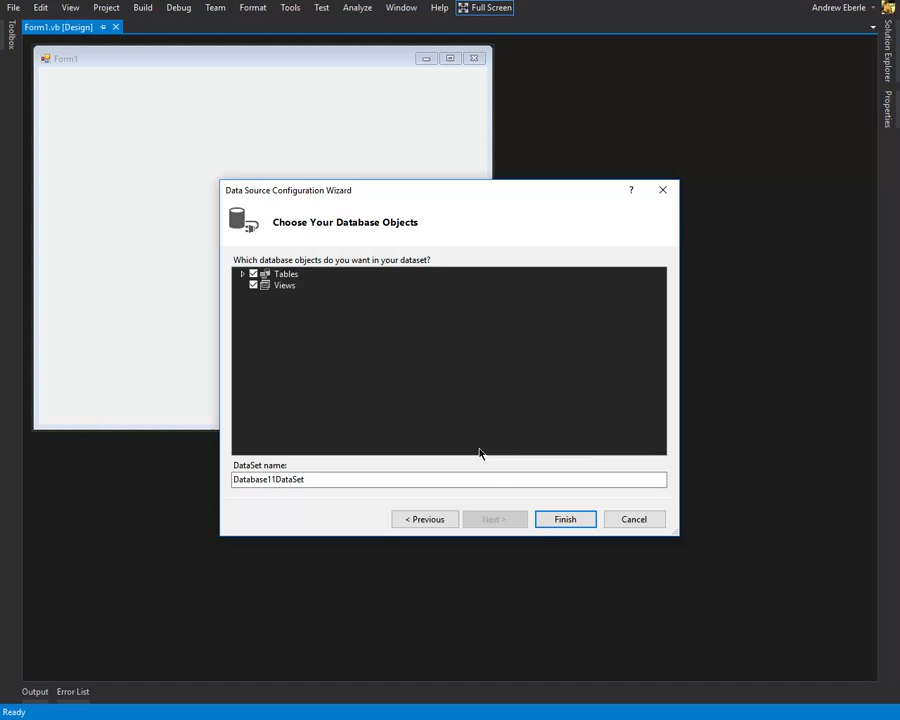 File Edit View Project Build Debug Team Format Tools Test Analyze Window Help Full Screen Andrew Eberle
Form1.vb [Design]
Toolbox
Solution Explorer
Properties
Form1
Data Source Configuration Wizard ?
Choose Your Database Objects
Which database objects do you want in your dataset?
Tables
Views
DataSet name:
Database11DataSet
< Previous Next > Finish Cancel
Output Error List
Ready